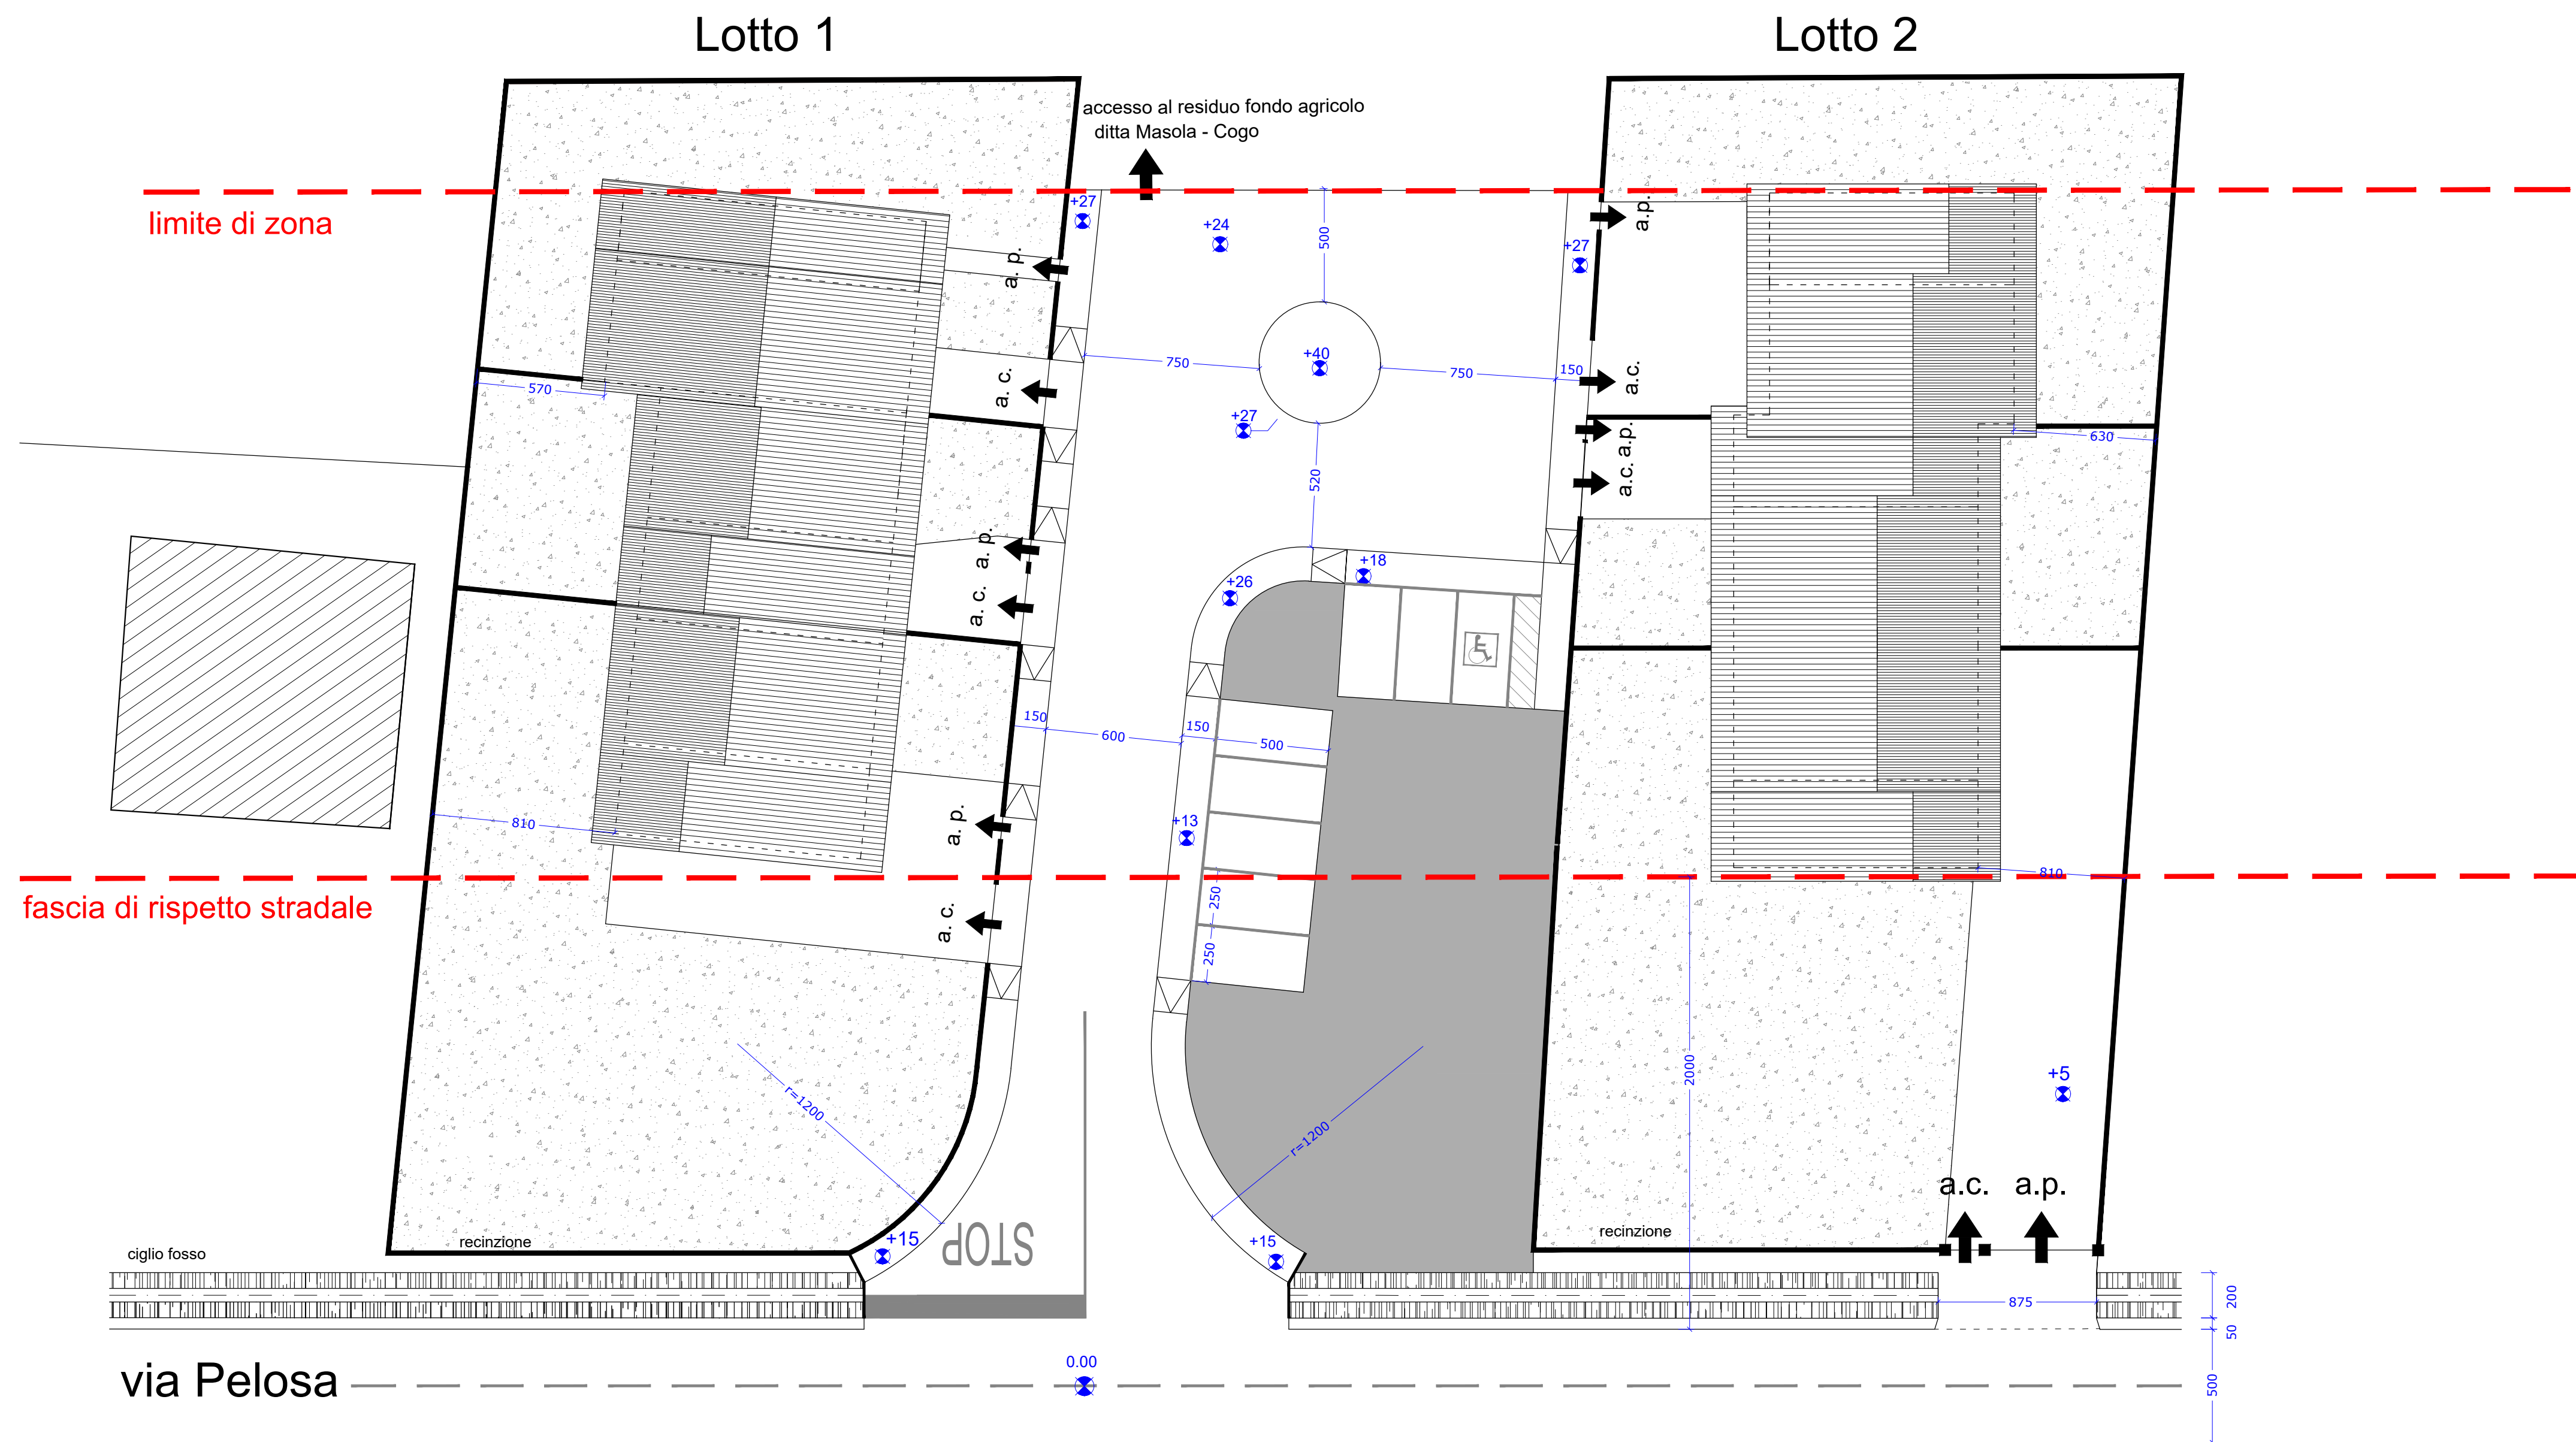 Lotto 1
Lotto 2
accesso al residuo fondo agricolo
ditta Masola - Cogo
limite di zona
+27
+24
500
+27
a.p.
a. p.
750
+40
750
150
a.c.
570
a. c.
+27
a.p.
630
520
a.c.
a. p.
+18
+26
a. c.
150
600
150
500
810
a. p.
+13
810
fascia di rispetto stradale
250
a. c.
250
2000
+5
r=1200
r=1200
a.c.
a.p.
STOP
recinzione
recinzione
ciglio fosso
+15
+15
875
200
50
via Pelosa
0.00
500